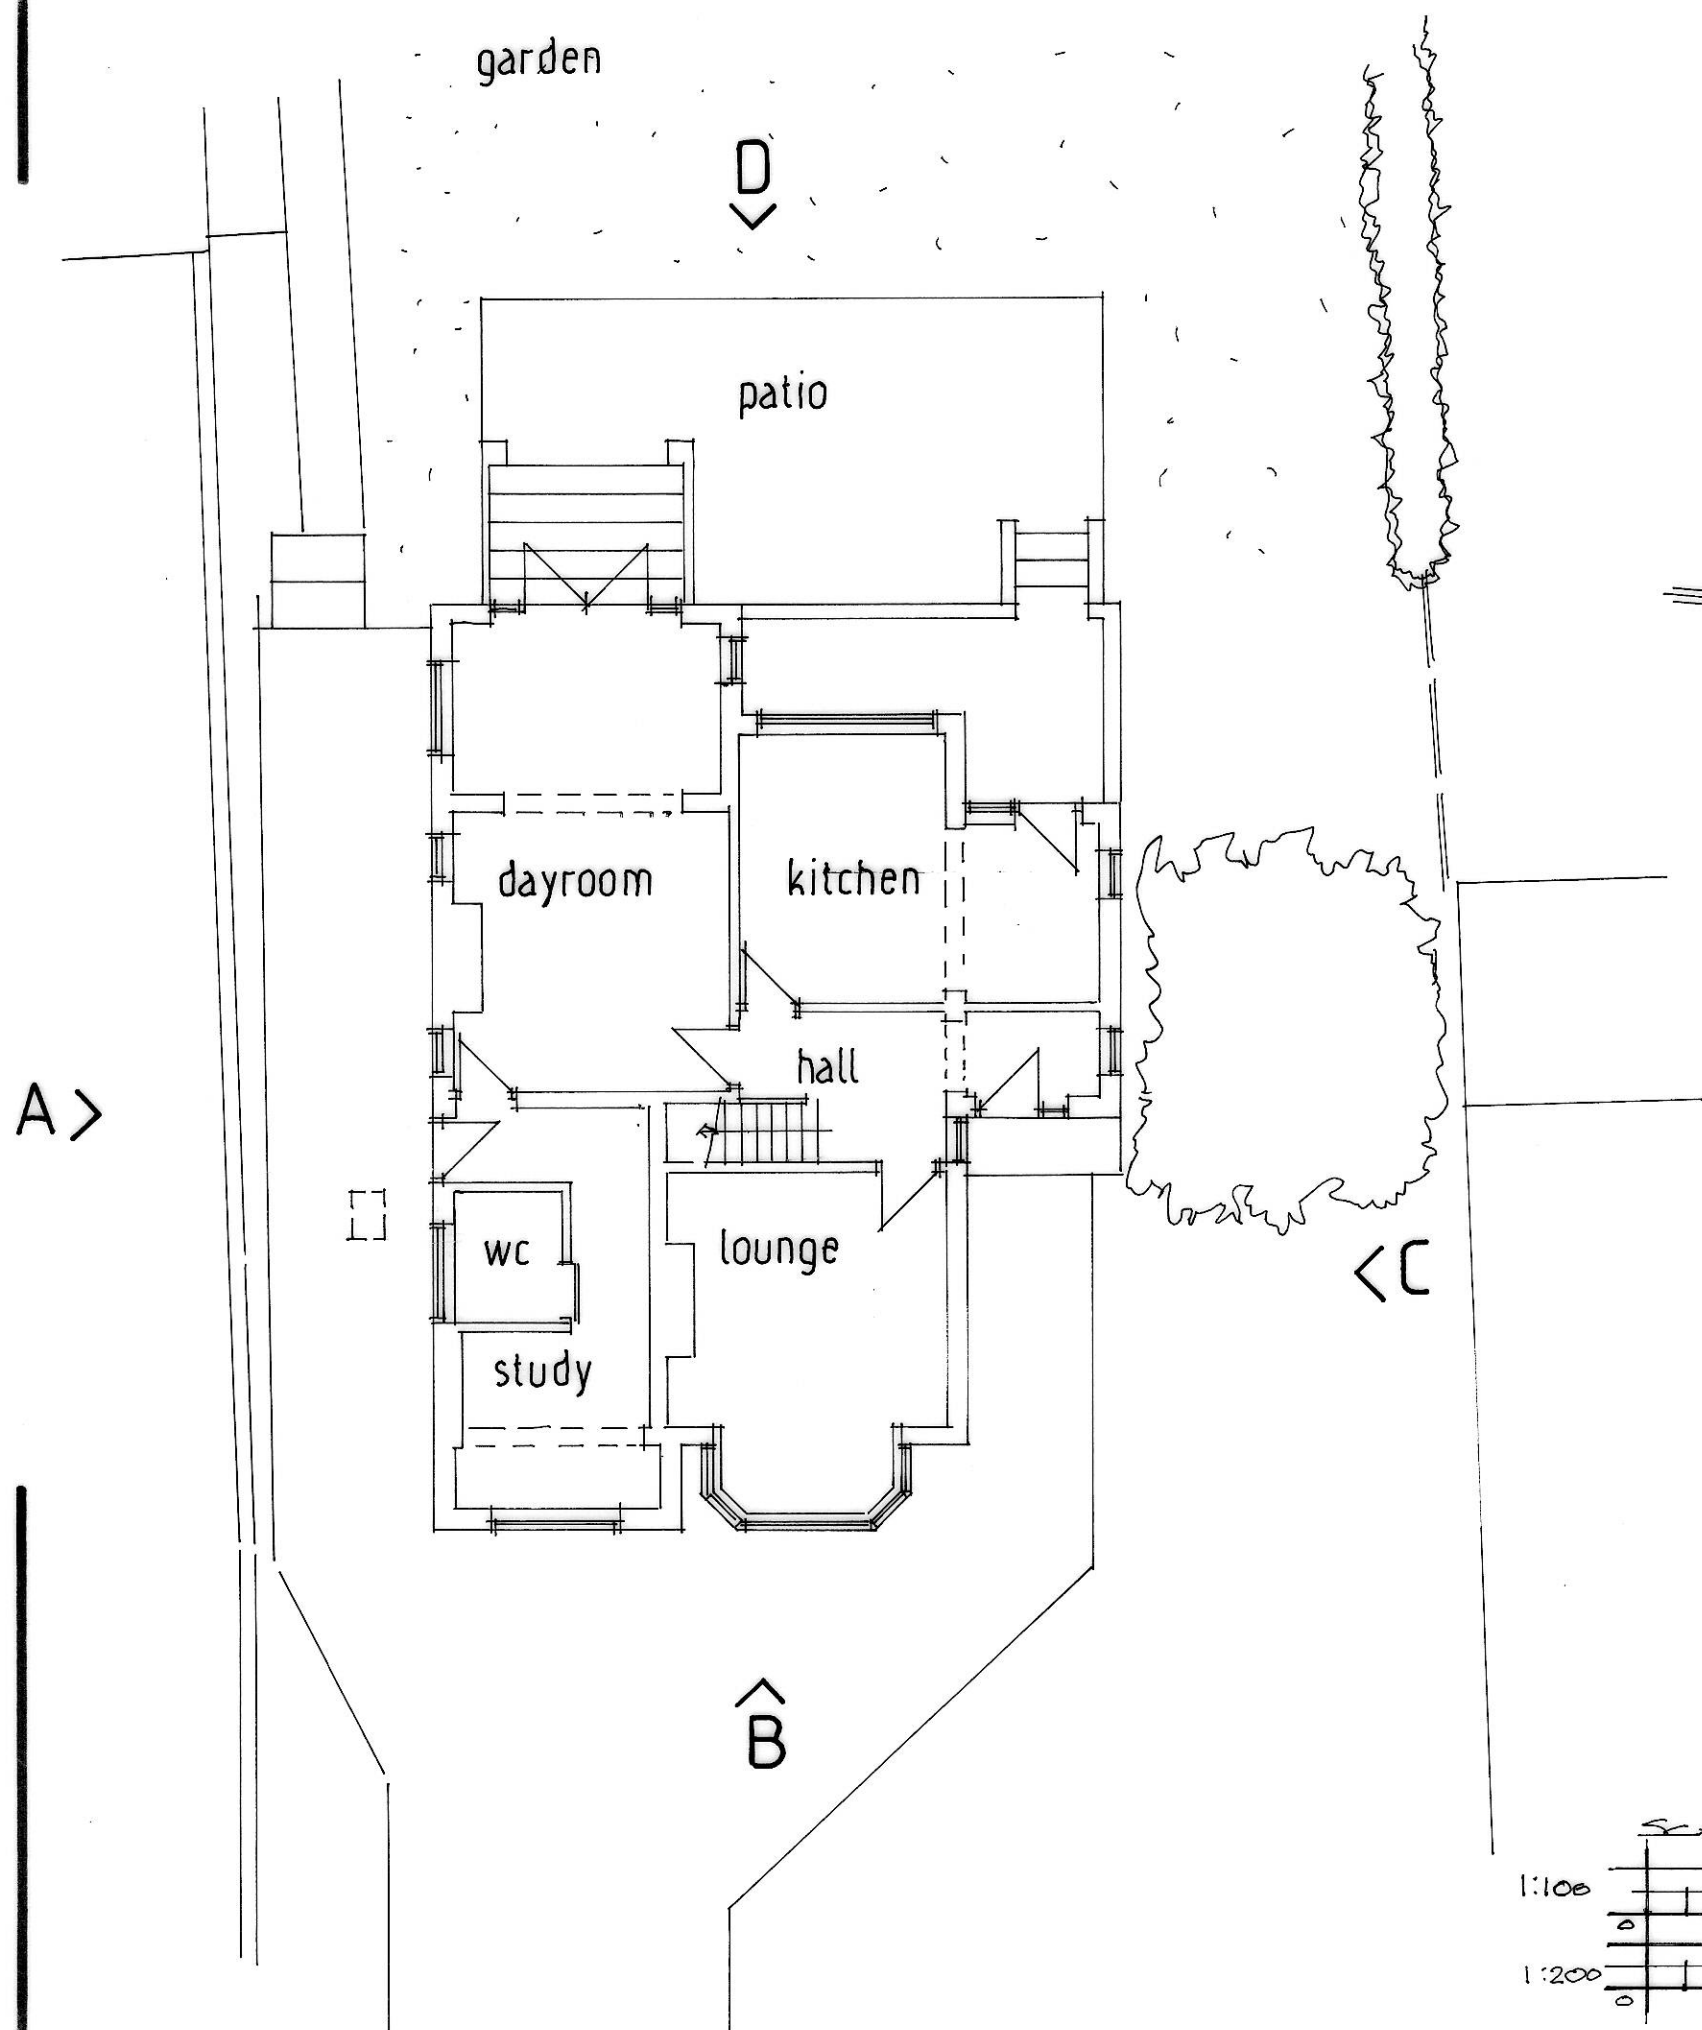 garden
D
patio
dayroom
kitchen
hall
A
wc
lounge
C
study
B
1:100
0
1:200
0